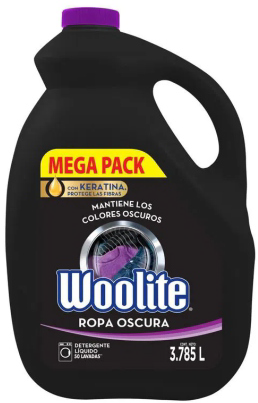 MEGA PACK
CON KERATINA
PROTEGE LAS FIBRAS
MANTIENE LOS
COLORES OSCUROS
Woolite®
ROPA OSCURA
DETERGENTE
LÍQUIDO
50 LAVADAS*
CONT. NETO
3.785 L